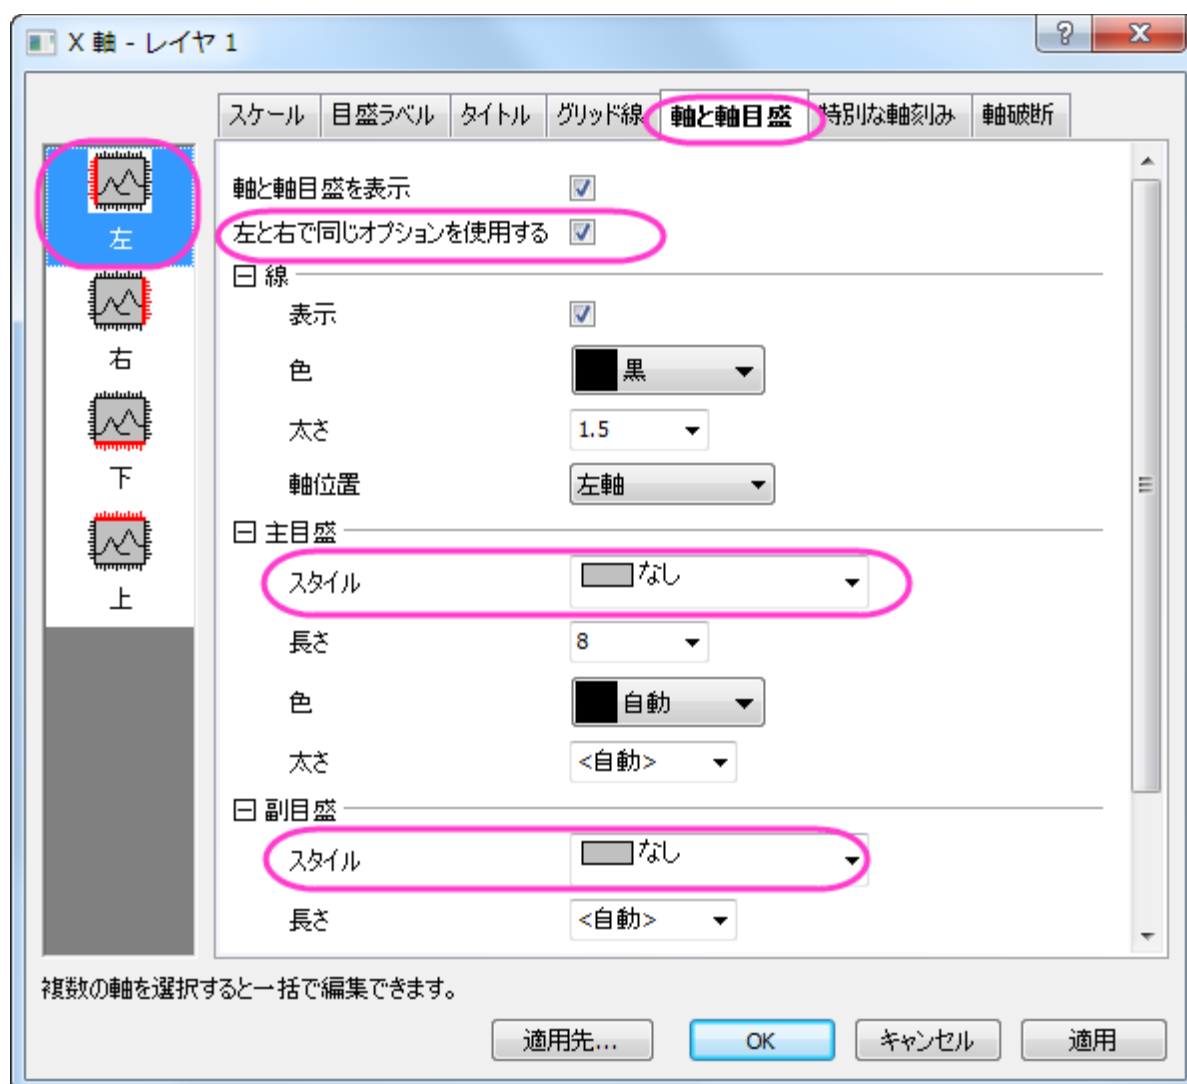 X 軸 - レイヤ 1
スケール 目盛ラベル タイトル グリッド線 軸と軸目盛 特別な軸刻み 軸破断
左
右
下
上
軸と軸目盛を表示
左と右で同じオプションを使用する
線
表示
色 黒
太さ 1.5
軸位置 左軸
主目盛
スタイル なし
長さ 8
色 自動
太さ <自動>
副目盛
スタイル なし
長さ <自動>
複数の軸を選択すると一括で編集できます。
適用先... OK キャンセル 適用